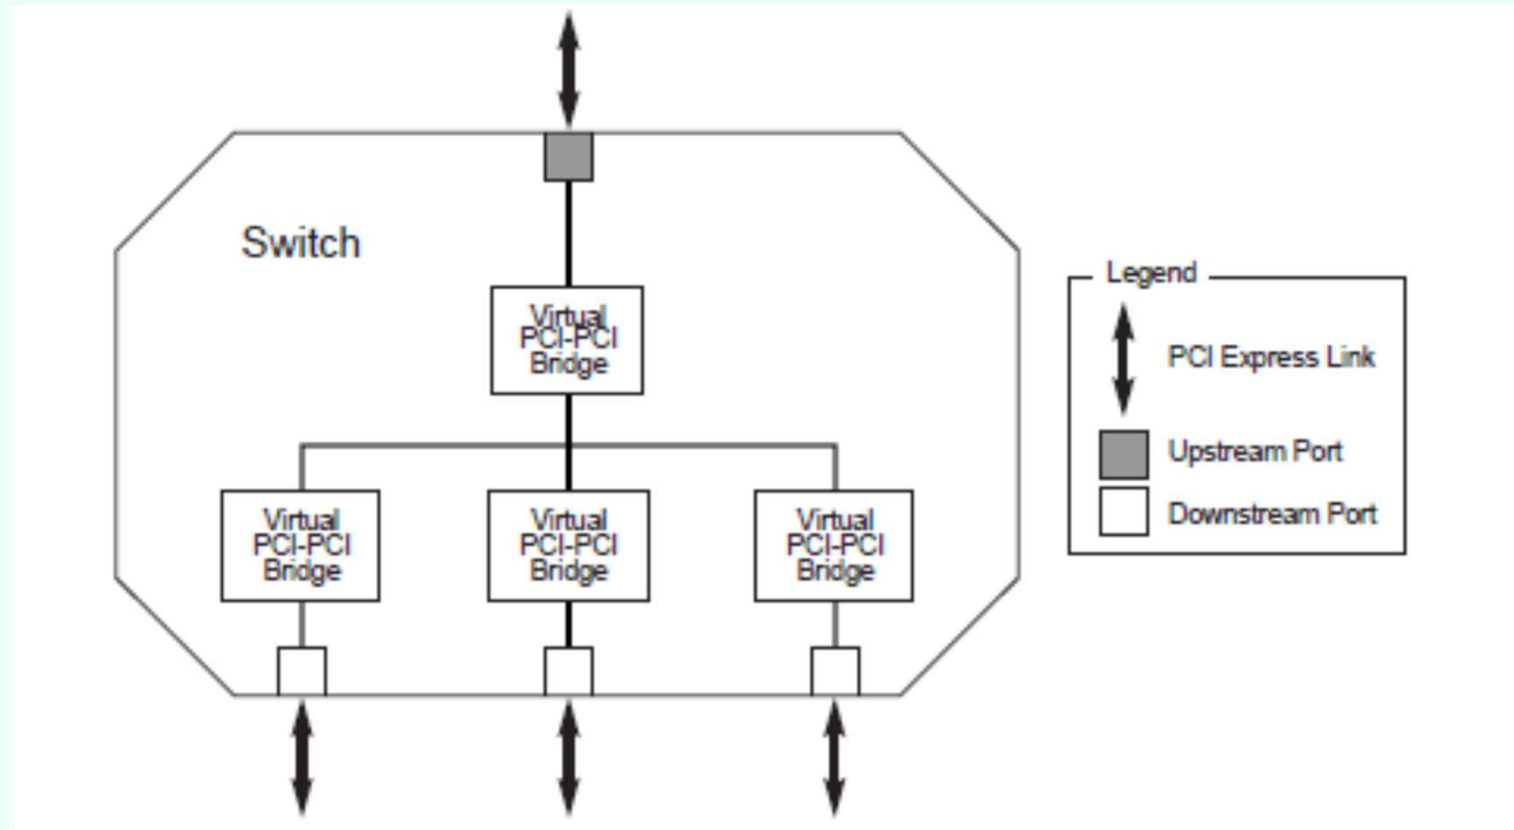 Switch
Virtual
PCI-PCI
Bridge
Virtual
PCI-PCI
Bridge
Virtual
PCI-PCI
Bridge
Virtual
PCI-PCI
Bridge
Legend
PCI Express Link
Upstream Port
Downstream Port